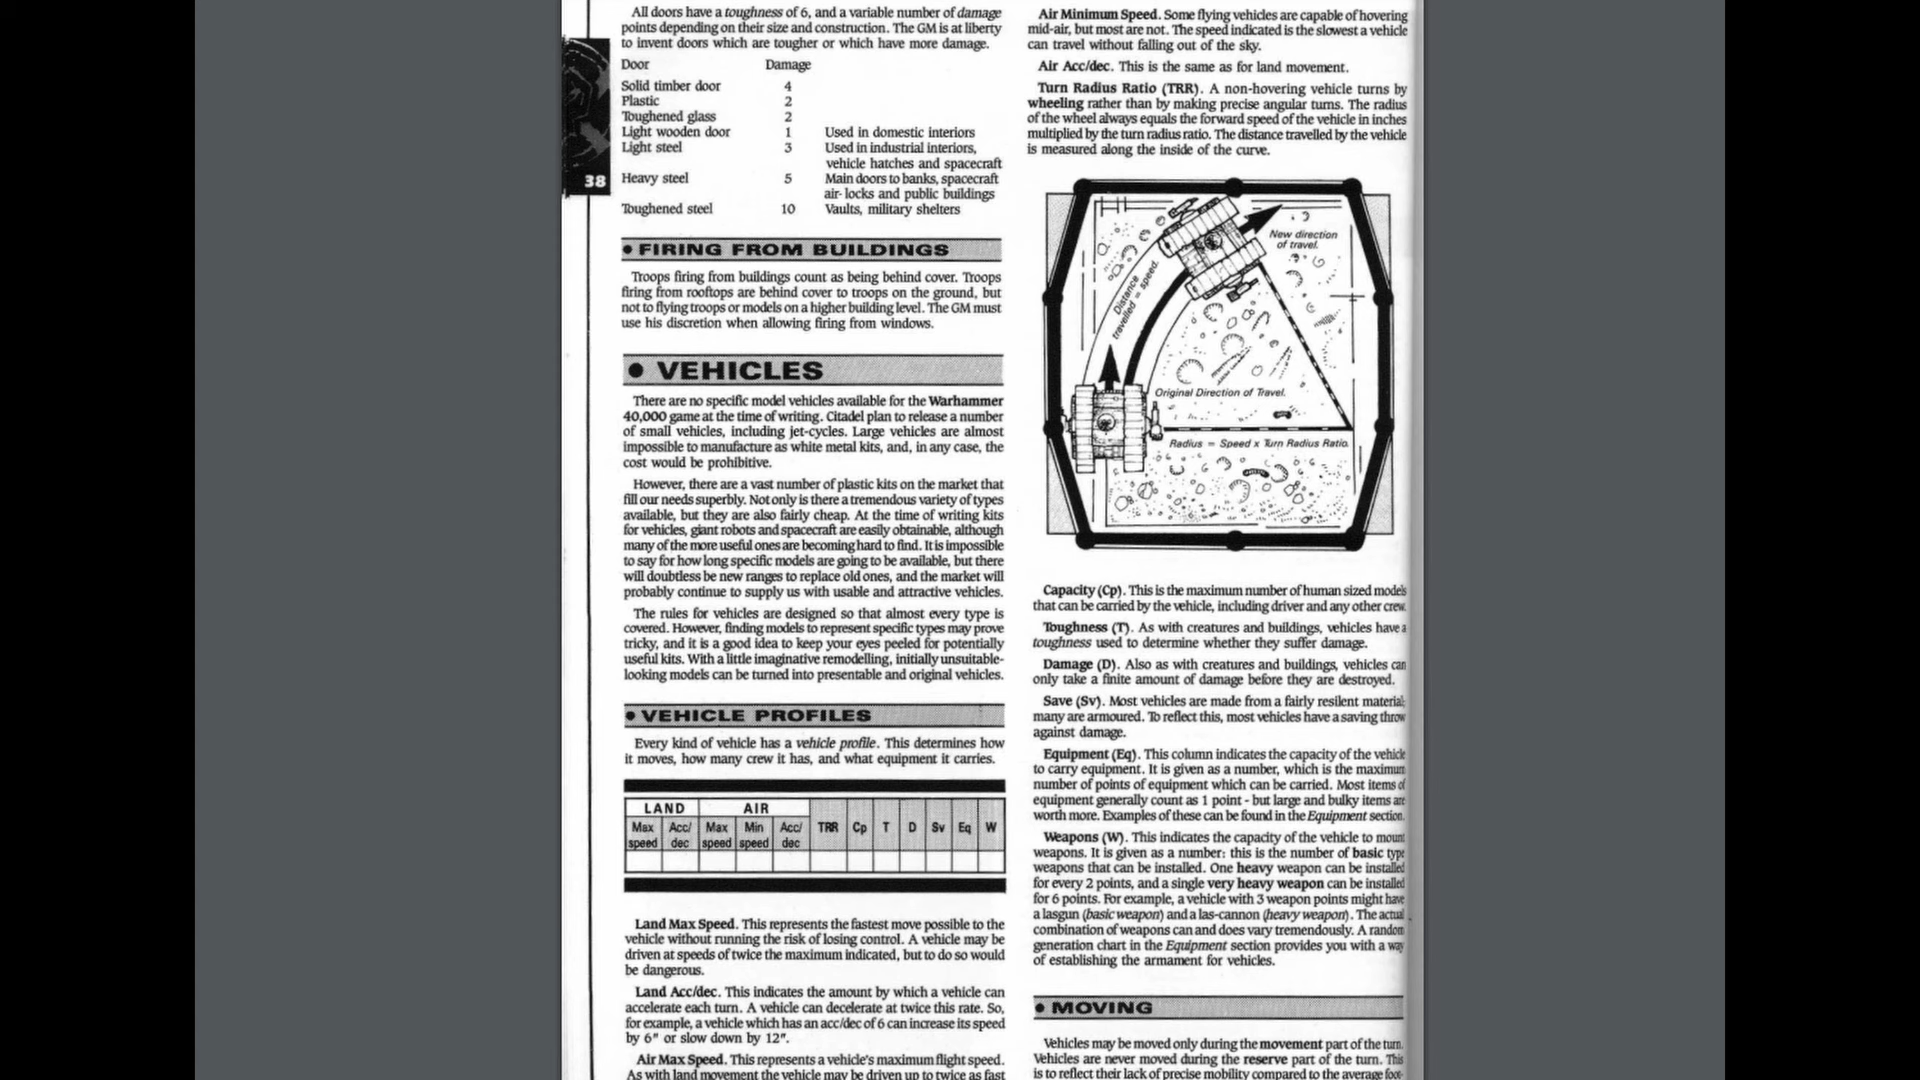 All doors have a toughness of 6, and a variable number of damage
points depending on their size and construction. The GM is at liberty
to invent doors which are tougher or which have more damage.
Door Damage
Solid timber door 4
Plastic 2
Toughened glass 2
Light wooden door 1 Used in domestic interiors
Light steel 3 Used in industrial interiors,
vehicle hatches and spacecraft
Heavy steel 5 Main doors to banks, spacecraft
air- locks and public buildings
Toughened steel 10 Vaults, military shelters
38
• FIRING FROM BUILDINGS
Troops firing from buildings count as being behind cover. Troops
firing from rooftops are behind cover to troops on the ground, but
not to flying troops or models on a higher building level. The GM must
use his discretion when allowing firing from windows.
• VEHICLES
There are no specific model vehicles available for the Warhammer
40,000 game at the time of writing. Citadel plan to release a number
of small vehicles, including jet-cycles. Large vehicles are almost
impossible to manufacture as white metal kits, and, in any case, the
cost would be prohibitive.
However, there are a vast number of plastic kits on the market that
fill our needs superbly. Not only is there a tremendous variety of types
available, but they are also fairly cheap. At the time of writing kits
for vehicles, giant robots and spacecraft are easily obtainable, although
many of the more useful ones are becoming hard to find. It is impossible
to say for how long specific models are going to be available, but there
will doubtless be new ranges to replace old ones, and the market will
probably continue to supply us with usable and attractive vehicles.
The rules for vehicles are designed so that almost every type is
covered. However, finding models to represent specific types may prove
tricky, and it is a good idea to keep your eyes peeled for potentially
useful kits. With a little imaginative remodelling, initially unsuitable-
looking models can be turned into presentable and original vehicles.
• VEHICLE PROFILES
Every kind of vehicle has a vehicle profile. This determines how
it moves, how many crew it has, and what equipment it carries.
LAND AIR
Max Acc/ Max Min Acc/ TRR Cp T D Sv Eq W
speed dec speed speed dec
Land Max Speed. This represents the fastest move possible to the
vehicle without running the risk of losing control. A vehicle may be
driven at speeds of twice the maximum indicated, but to do so would
be dangerous.
Land Acc/dec. This indicates the amount by which a vehicle can
accelerate each turn. A vehicle can decelerate at twice this rate. So,
for example, a vehicle which has an acc/dec of 6 can increase its speed
by 6" or slow down by 12".
Air Max Speed. This represents a vehicle's maximum flight speed.
As with land movement the vehicle may be driven up to twice as fast
Air Minimum Speed. Some flying vehicles are capable of hovering
mid-air, but most are not. The speed indicated is the slowest a vehicle
can travel without falling out of the sky.
Air Acc/dec. This is the same as for land movement.
Turn Radius Ratio (TRR). A non-hovering vehicle turns by
wheeling rather than by making precise angular turns. The radius
of the wheel always equals the forward speed of the vehicle in inches
multiplied by the turn radius ratio. The distance travelled by the vehicle
is measured along the inside of the curve.
New direction
of travel.
Distance
travelled = speed.
Original Direction of Travel.
Radius = Speed x Turn Radius Ratio.
Capacity (Cp). This is the maximum number of human sized models
that can be carried by the vehicle, including driver and any other crew.
Toughness (T). As with creatures and buildings, vehicles have a
toughness used to determine whether they suffer damage.
Damage (D). Also as with creatures and buildings, vehicles can
only take a finite amount of damage before they are destroyed.
Save (Sv). Most vehicles are made from a fairly resilent material;
many are armoured. To reflect this, most vehicles have a saving throw
against damage.
Equipment (Eq). This column indicates the capacity of the vehicle
to carry equipment. It is given as a number, which is the maximum
number of points of equipment which can be carried. Most items of
equipment generally count as 1 point - but large and bulky items are
worth more. Examples of these can be found in the Equipment section.
Weapons (W). This indicates the capacity of the vehicle to mount
weapons. It is given as a number: this is the number of basic type
weapons that can be installed. One heavy weapon can be installed
for every 2 points, and a single very heavy weapon can be installed
for 6 points. For example, a vehicle with 3 weapon points might have
a lasgun (basic weapon) and a las-cannon (heavy weapon). The actual
combination of weapons can and does vary tremendously. A random
generation chart in the Equipment section provides you with a way
of establishing the armament for vehicles.
• MOVING
Vehicles may be moved only during the movement part of the turn.
Vehicles are never moved during the reserve part of the turn. This
is to reflect their lack of precise mobility compared to the average foot-